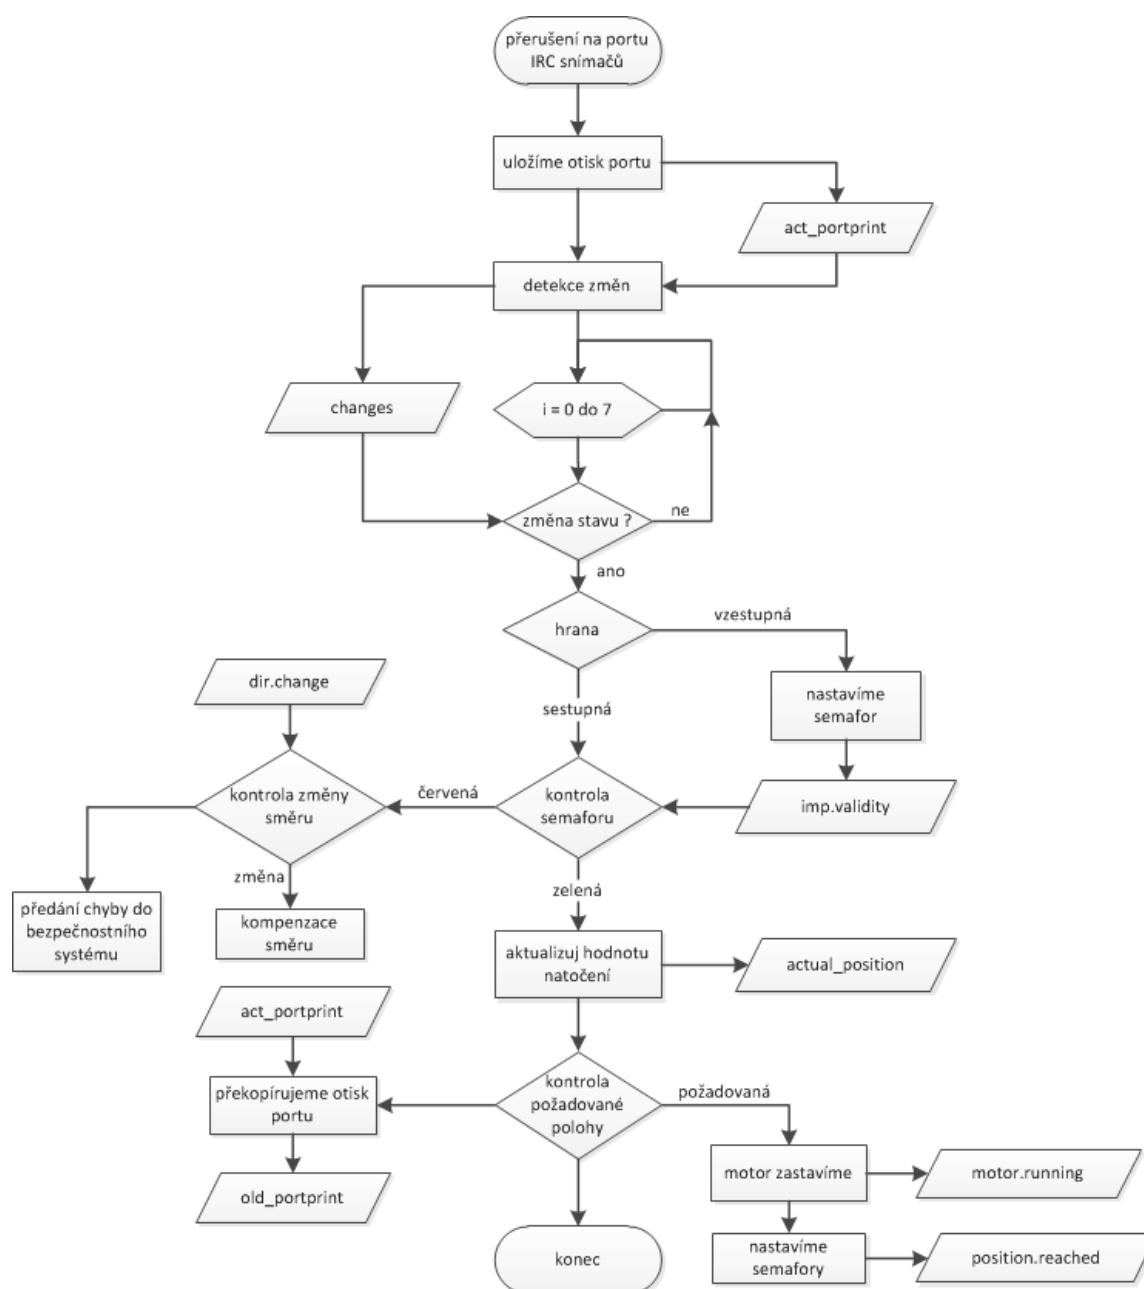 přerušení na portu
IRC snímačů
uložíme otisk portu
act_portprint
detekce změn
changes
i = 0 do 7
změna stavu ?
ne
ano
hrana
vzestupná
dir.change
nastavíme
semafor
sestupná
kontrola změny
směru
červená
kontrola
semaforu
imp.validity
změna
zelená
předání chyby do
bezpečnostního
systému
kompenzace
směru
aktualizuj hodnotu
natočení
actual_position
act_portprint
kontrola
požadované
polohy
požadovaná
překopírujeme otisk
portu
motor zastavíme
motor.running
old_portprint
konec
nastavíme
semafory
position.reached